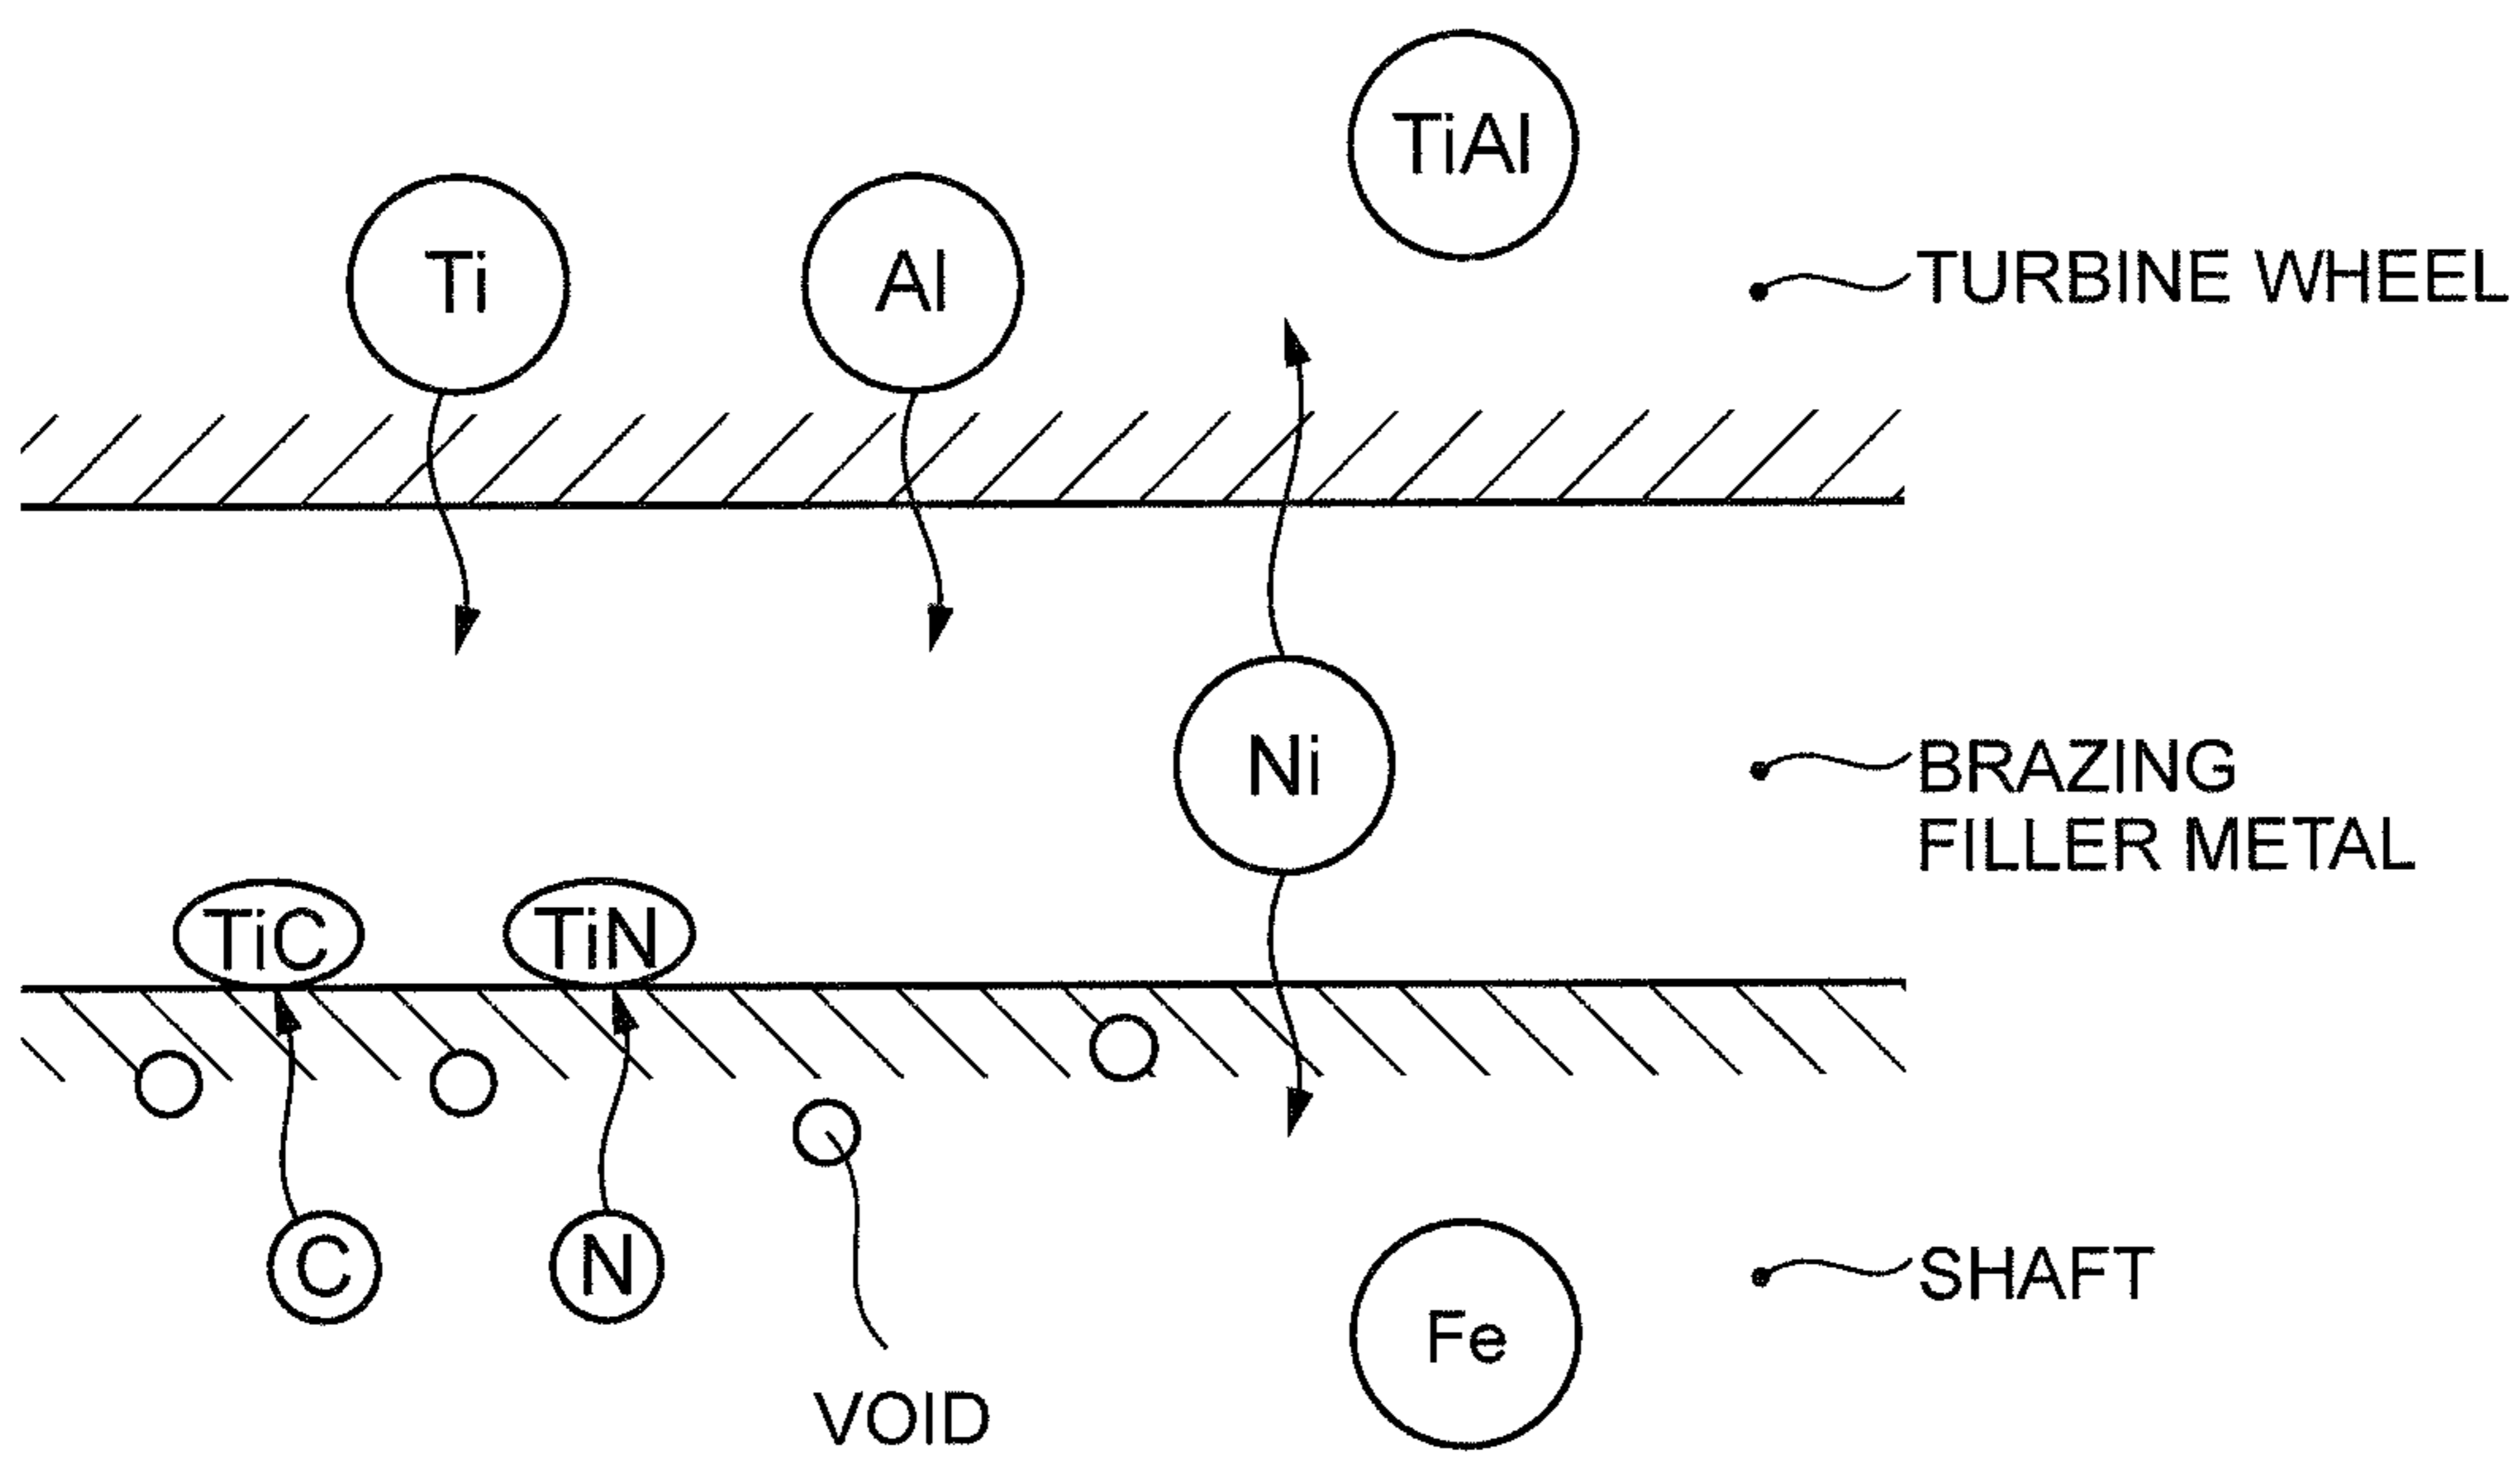 TiAl
Ti
Al
TURBINE WHEEL
Ni
BRAZING
FILLER METAL
TiC
TiN
C
N
SHAFT
Fe
VOID